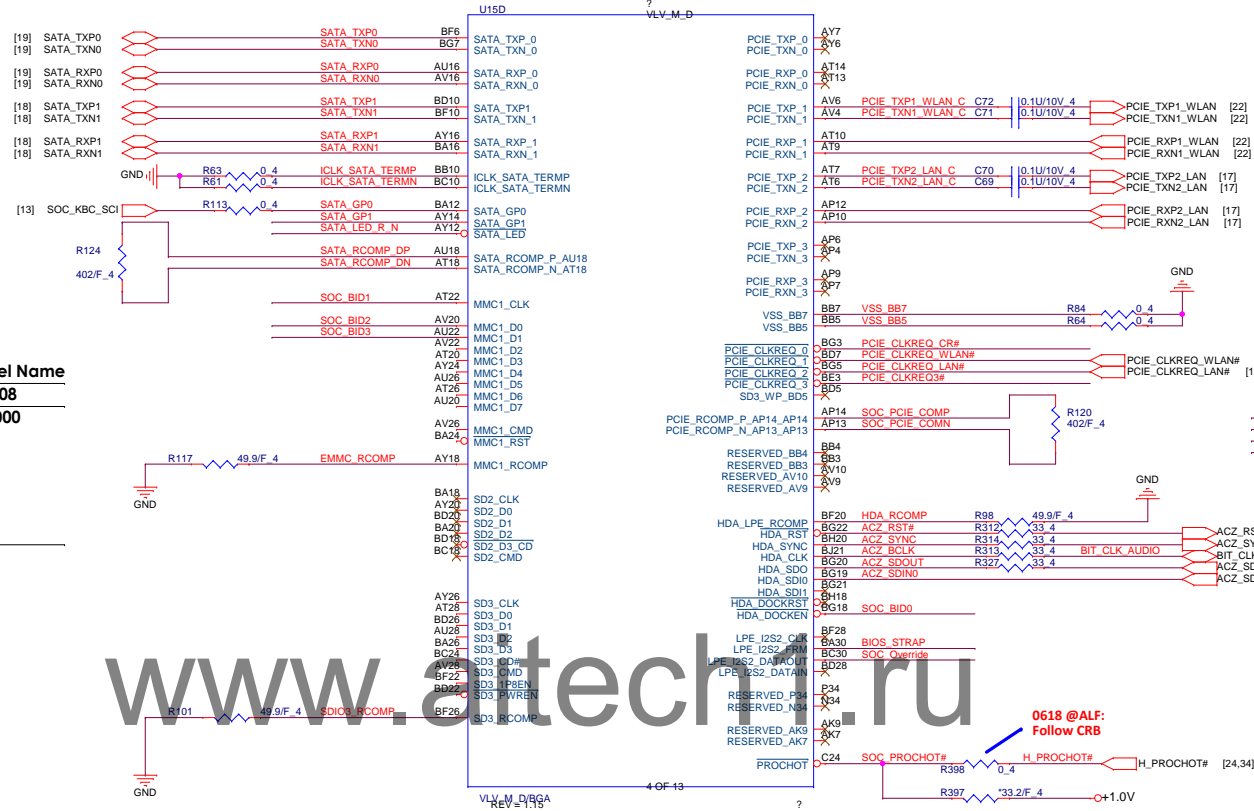 ?
U15D VLV_M_D
[19] SATA_TXP0 SATA_TXP0 BF6 SATA_TXP_0
[19] SATA_TXN0 SATA_TXN0 BG7 SATA_TXN_0
[19] SATA_RXP0 SATA_RXP0 AU16 SATA_RXP_0
[19] SATA_RXN0 SATA_RXN0 AV16 SATA_RXN_0
[18] SATA_TXP1 SATA_TXP1 BD10 SATA_TXP1
[18] SATA_TXN1 SATA_TXN1 BF10 SATA_TXN_1
[18] SATA_RXP1 SATA_RXP1 AY16 SATA_RXP_1
[18] SATA_RXN1 SATA_RXN1 BA16 SATA_RXN_1
GND R63 0_4 ICLK_SATA_TERMP BB10 ICLK_SATA_TERMP
R61 0_4 ICLK_SATA_TERMN BC10 ICLK_SATA_TERMN
[13] SOC_KBC_SCI R113 0_4 SATA_GP0 BA12 SATA_GP0
SATA_GP1 AY14 SATA_GP1
SATA_LED_R_N AY12 SATA_LED
R124
402/F_4
SATA_RCOMP_DP AU18 SATA_RCOMP_P_AU18
SATA_RCOMP_DN AT18 SATA_RCOMP_N_AT18
SOC_BID1 AT22 MMC1_CLK
SOC_BID2 AV20 MMC1_D0
SOC_BID3 AU22 MMC1_D1
AV22 MMC1_D2
AT20 MMC1_D3
AY24 MMC1_D4
AU26 MMC1_D5
AT26 MMC1_D6
AU20 MMC1_D7
AV26 MMC1_CMD
BA24 MMC1_RST
R117 49.9/F_4 EMMC_RCOMP AY18 MMC1_RCOMP
GND
el Name
08
000
BA18 SD2_CLK
AY20 SD2_D0
BD20 SD2_D1
BA20 SD2_D2
BD18 SD2_D3_CD
BC18 SD2_CMD
AY26 SD3_CLK
AT28 SD3_D0
BD26 SD3_D1
AU28 SD3_D2
BA26 SD3_D3
BC24 SD3_CD#
AV28 SD3_CMD
BF22 SD3_1P8EN
BD22 SD3_PWREN
R101 49.9/F_4 SDIO3_RCOMP BF26 SD3_RCOMP
GND
PCIE_TXP_0 AY7
PCIE_TXN_0 AY6
PCIE_RXP_0 AT14
PCIE_RXN_0 AT13
PCIE_TXP_1 AV6 PCIE_TXP1_WLAN_C C72 0.1U/10V_4 PCIE_TXP1_WLAN [22]
PCIE_TXN_1 AV4 PCIE_TXN1_WLAN_C C71 0.1U/10V_4 PCIE_TXN1_WLAN [22]
PCIE_RXP_1 AT10 PCIE_RXP1_WLAN [22]
PCIE_RXN_1 AT9 PCIE_RXN1_WLAN [22]
PCIE_TXP_2 AT7 PCIE_TXP2_LAN_C C70 0.1U/10V_4 PCIE_TXP2_LAN [17]
PCIE_TXN_2 AT6 PCIE_TXN2_LAN_C C69 0.1U/10V_4 PCIE_TXN2_LAN [17]
PCIE_RXP_2 AP12 PCIE_RXP2_LAN [17]
PCIE_RXN_2 AP10 PCIE_RXN2_LAN [17]
PCIE_TXP_3 AP6
PCIE_TXN_3 AP4
PCIE_RXP_3 AP9
PCIE_RXN_3 AP7
GND
VSS_BB7 BB7 VSS_BB7 R84 0_4
VSS_BB5 BB5 VSS_BB5 R64 0_4
PCIE_CLKREQ_0 BG3 PCIE_CLKREQ_CR#
PCIE_CLKREQ_1 BD7 PCIE_CLKREQ_WLAN# PCIE_CLKREQ_WLAN#
PCIE_CLKREQ_2 BG5 PCIE_CLKREQ_LAN# PCIE_CLKREQ_LAN# [1
PCIE_CLKREQ_3 BE3 PCIE_CLKREQ3#
SD3_WP_BD5 BD5
PCIE_RCOMP_P_AP14_AP14 AP14 SOC_PCIE_COMP
PCIE_RCOMP_N_AP13_AP13 AP13 SOC_PCIE_COMN
R120
402/F_4
RESERVED_BB4 BB4
RESERVED_BB3 BB3
RESERVED_AV10 AV10
RESERVED_AV9 AV9
GND
HDA_LPE_RCOMP BF20 HDA_RCOMP R98 49.9/F_4
HDA_RST BG22 ACZ_RST# R312 33_4 ACZ_RS
HDA_SYNC BH20 ACZ_SYNC R314 33_4 ACZ_SY
HDA_CLK BJ21 ACZ_BCLK R313 33_4 BIT_CLK_AUDIO BIT_CLK
HDA_SDO BG20 ACZ_SDOUT R327 33_4 ACZ_SD
HDA_SDI0 BG19 ACZ_SDIN0 ACZ_SD
HDA_SDI1 BG21
HDA_DOCKRST BH18
HDA_DOCKEN BG18 SOC_BID0
LPE_I2S2_CLK BF28
LPE_I2S2_FRM BA30 BIOS_STRAP
LPE_I2S2_DATAOUT BC30 SOC_Override
LPE_I2S2_DATAIN BD28
RESERVED_P34 P34
RESERVED_N34 N34
RESERVED_AK9 AK9
RESERVED_AK7 AK7
0618 @ALF:
Follow CRB
PROCHOT C24 SOC_PROCHOT# R398 0_4 H_PROCHOT# H_PROCHOT# [24,34]
R397 *33.2/F_4 +1.0V
4 OF 13
VLV_M_D/BGA
REV = 1.15
?
www.aitech1.ru